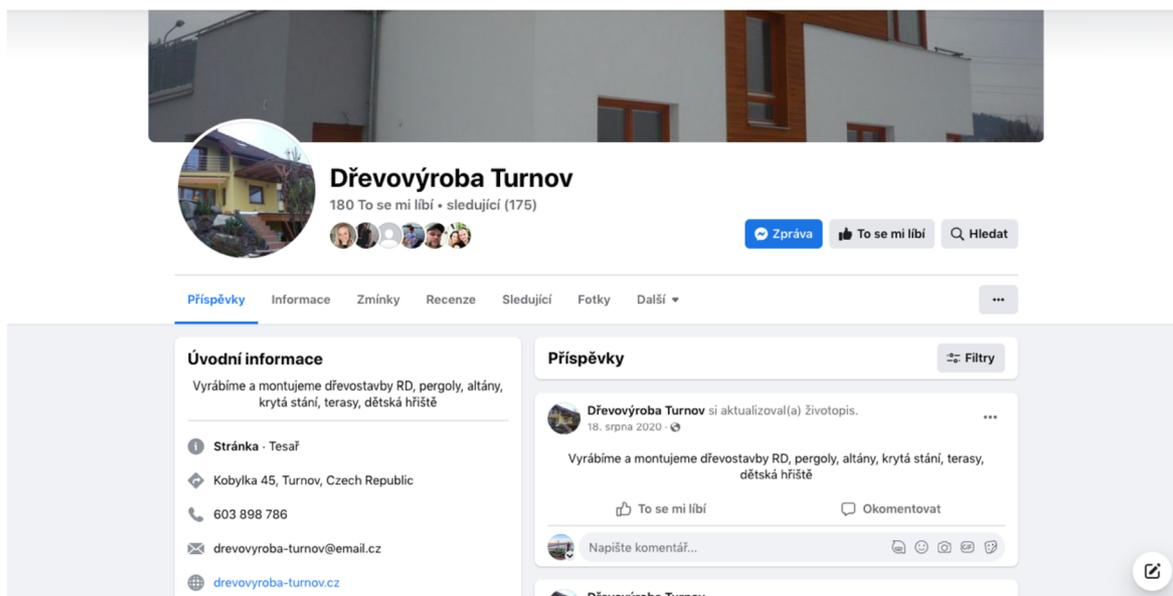 Dřevovýroba Turnov
180 To se mi líbí • sledující (175)
Zpráva
To se mi líbí
Hledat
Příspěvky
Informace
Zmínky
Recenze
Sledující
Fotky
Další
Úvodní informace
Vyrábíme a montujeme dřevostavby RD, pergoly, altány,
krytá stání, terasy, dětská hřiště
Stránka · Tesař
Kobylka 45, Turnov, Czech Republic
603 898 786
drevovyroba-turnov@email.cz
drevovyroba-turnov.cz
Příspěvky
Filtry
Dřevovýroba Turnov si aktualizoval(a) životopis.
18. srpna 2020 ·
Vyrábíme a montujeme dřevostavby RD, pergoly, altány, krytá stání, terasy,
dětská hřiště
To se mi líbí
Okomentovat
Napište komentář...
GIF
Dřevovýroba Turnov